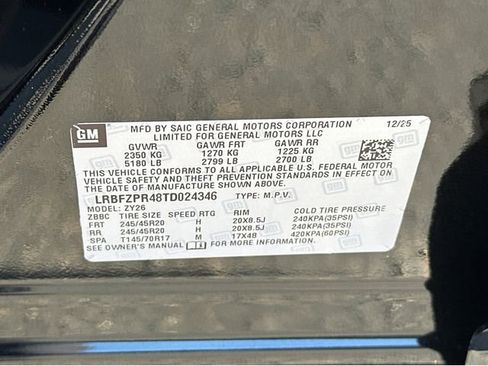 GM
MFD BY SAIC GENERAL MOTORS CORPORATION 12/25
LIMITED FOR GENERAL MOTORS LLC
GVWR GAWR FRT GAWR RR
2350 KG 1270 KG 1225 KG
5180 LB 2799 LB 2700 LB
THIS VEHICLE CONFORMS TO ALL APPLICABLE U.S. FEDERAL MOTOR
VEHICLE SAFETY AND THEFT PREVENTION STANDARDS IN EFFECT ON
THE DATE OF MANUFACTURE SHOWN ABOVE.
LRBFZPR48TD024346 TYPE: M.P.V.
MODEL: ZY26
ZBBC TIRE SIZE SPEED RTG RIM COLD TIRE PRESSURE
FRT 245/45R20 H 20X8.5J 240KPA(35PSI)
RR 245/45R20 H 20X8.5J 240KPA(35PSI)
SPA T145/70R17 M 17X4B 420KPA(60PSI)
SEE OWNER'S MANUAL